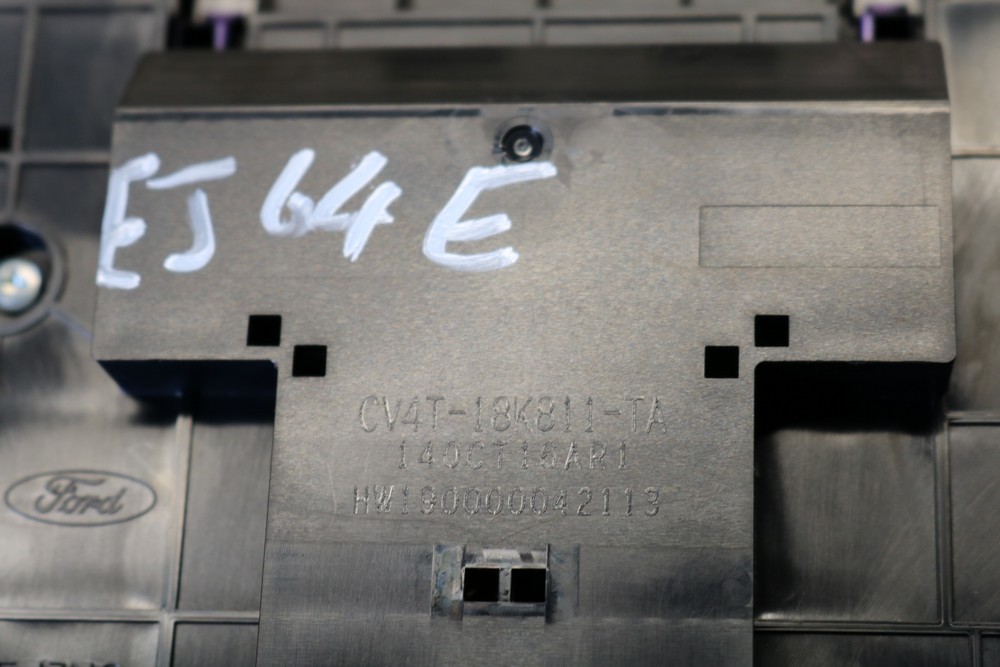 EJ64E
CV4T-18K811-TA
140CT16AR1
HW190000042113
Ford